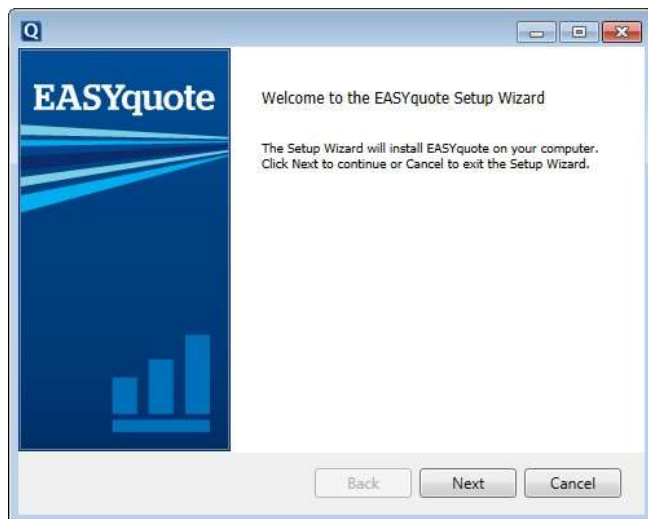 Q
EASYquote
Welcome to the EASYquote Setup Wizard
The Setup Wizard will install EASYquote on your computer.
Click Next to continue or Cancel to exit the Setup Wizard.
Back Next Cancel